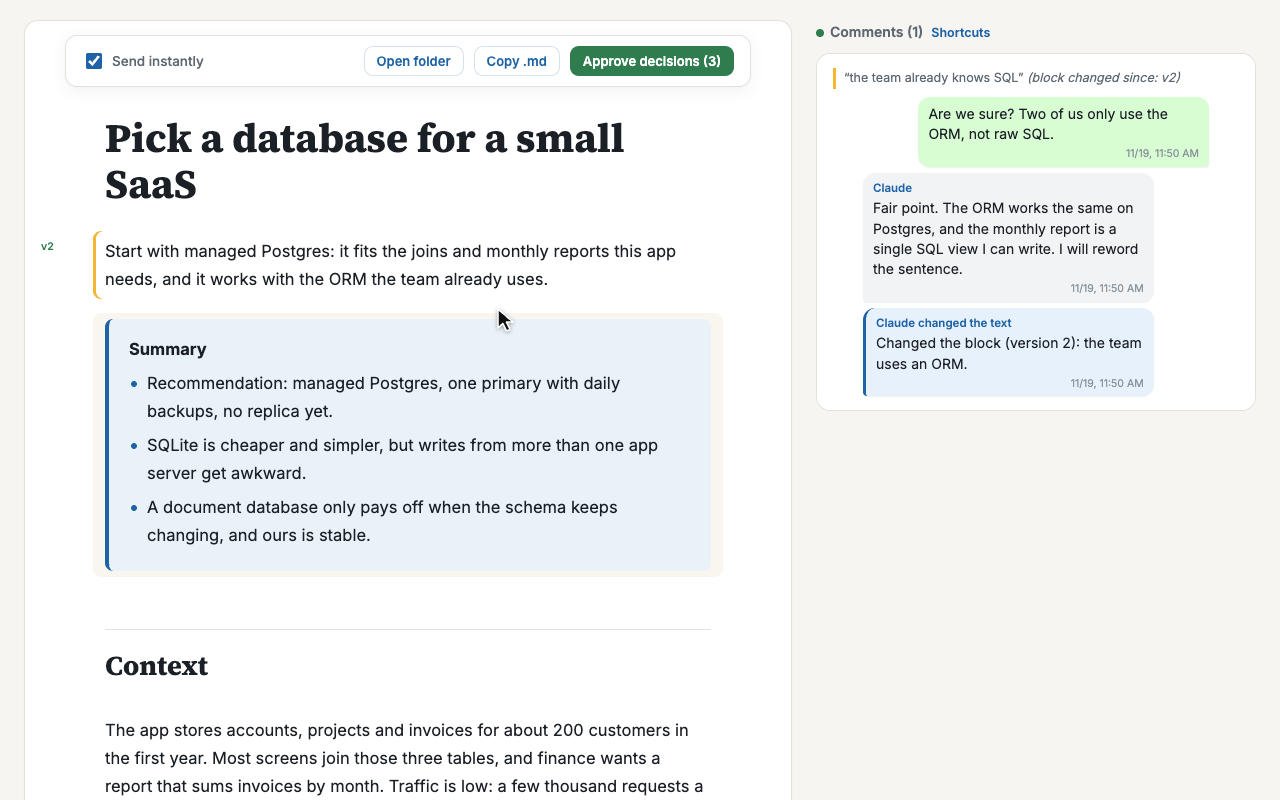 Send instantly
Open folder
Copy .md
Approve decisions (3)
Pick a database for a small
SaaS
v2
Start with managed Postgres: it fits the joins and monthly reports this app
needs, and it works with the ORM the team already uses.
Summary
Recommendation: managed Postgres, one primary with daily
backups, no replica yet.
SQLite is cheaper and simpler, but writes from more than one app
server get awkward.
A document database only pays off when the schema keeps
changing, and ours is stable.
Context
The app stores accounts, projects and invoices for about 200 customers in
the first year. Most screens join those three tables, and finance wants a
report that sums invoices by month. Traffic is low: a few thousand requests a
Comments (1)
Shortcuts
“the team already knows SQL” (block changed since: v2)
Are we sure? Two of us only use the
ORM, not raw SQL.
11/19, 11:50 AM
Claude
Fair point. The ORM works the same on
Postgres, and the monthly report is a
single SQL view I can write. I will reword
the sentence.
11/19, 11:50 AM
Claude changed the text
Changed the block (version 2): the team
uses an ORM.
11/19, 11:50 AM